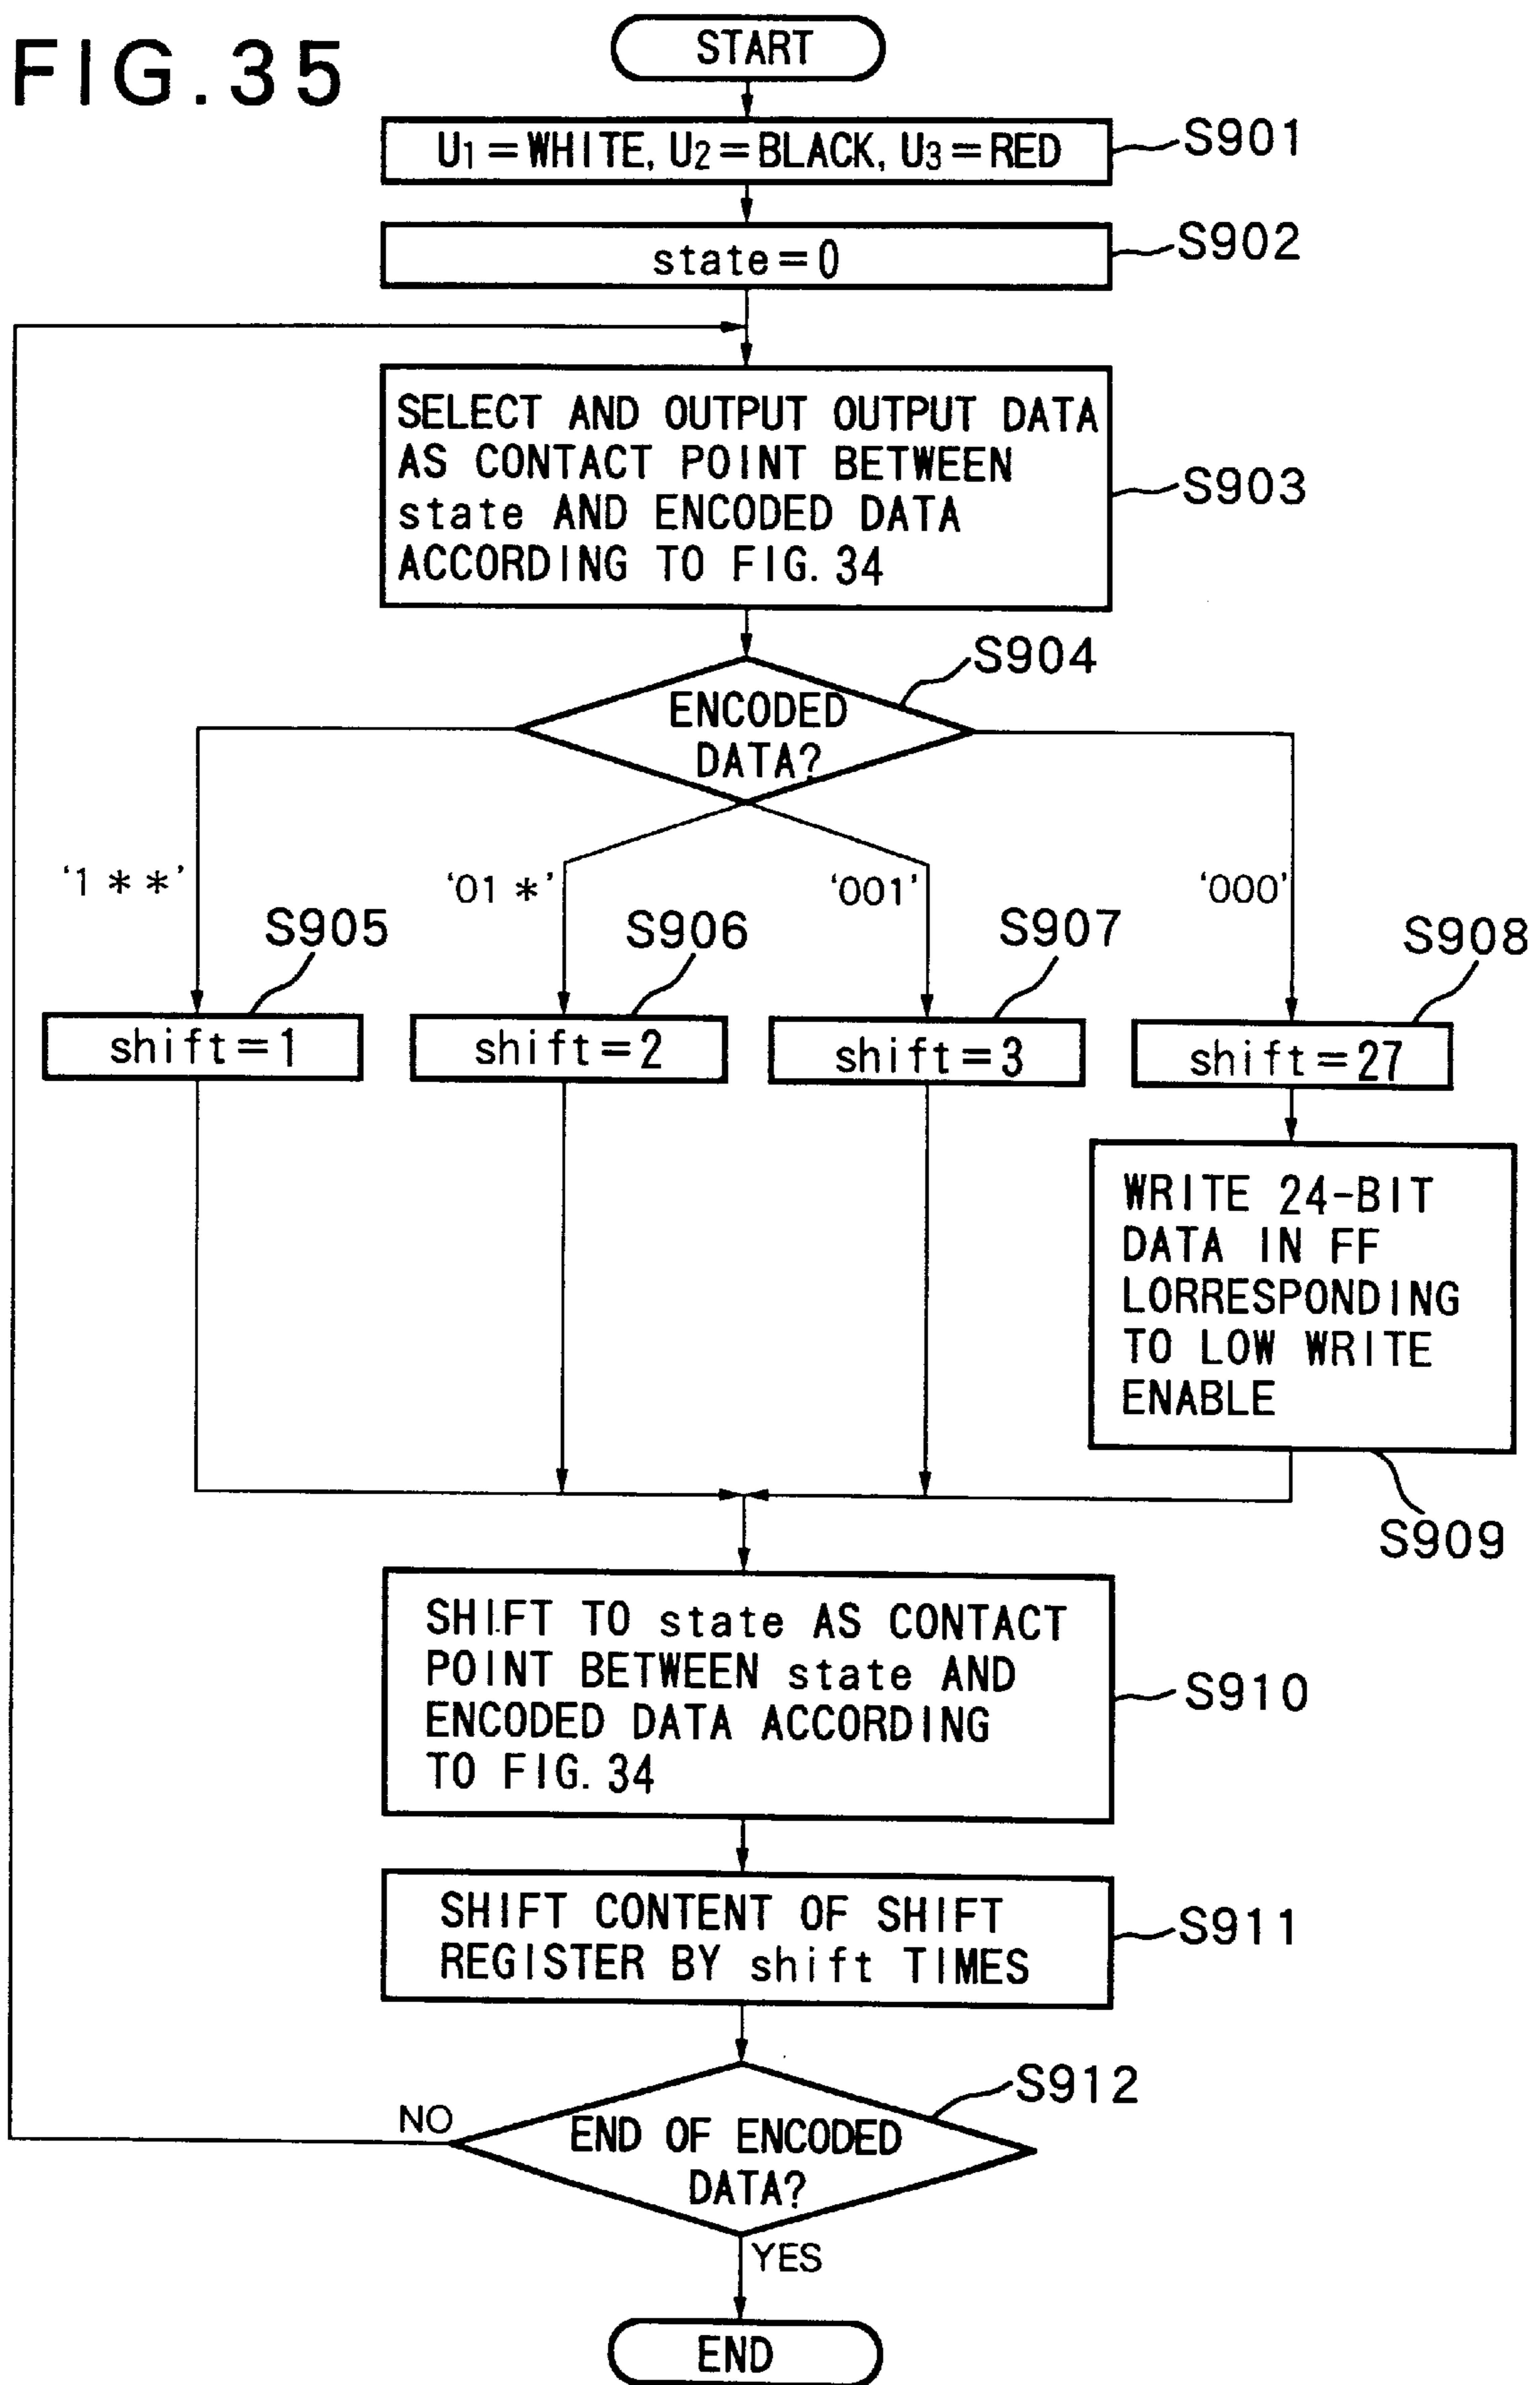 FIG.35
START
U1=WHITE, U2=BLACK, U3=RED
S901
state=0
S902
SELECT AND OUTPUT OUTPUT DATA
AS CONTACT POINT BETWEEN
state AND ENCODED DATA
ACCORDING TO FIG.34
S903
S904
ENCODED
DATA?
'1**'
'01*'
'001'
'000'
S905
S906
S907
S908
shift=1
shift=2
shift=3
shift=27
WRITE 24-BIT
DATA IN FF
LORRESPONDING
TO LOW WRITE
ENABLE
S909
SHIFT TO state AS CONTACT
POINT BETWEEN state AND
ENCODED DATA ACCORDING
TO FIG.34
S910
SHIFT CONTENT OF SHIFT
REGISTER BY shift TIMES
S911
S912
NO
END OF ENCODED
DATA?
YES
END